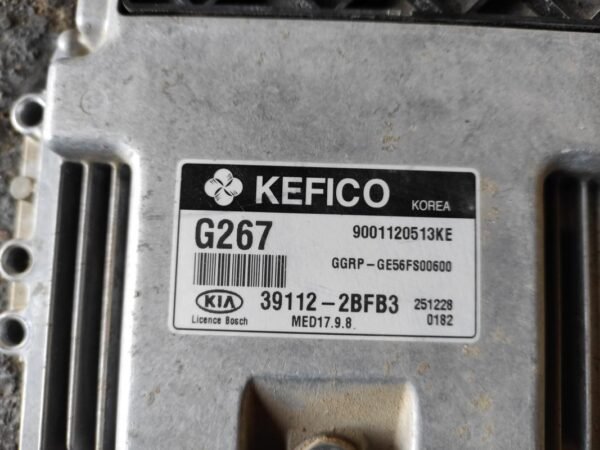 KEFICO KOREA
G267 9001120513KE
GGRP-GE56FS00600
KIA 39112-2BFB3 251228
Licence Bosch MED17.9.8. 0182